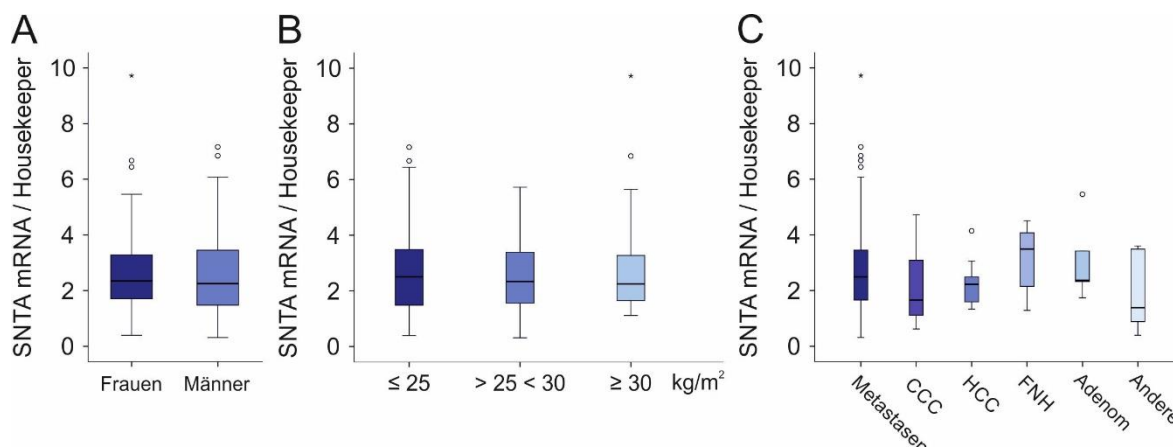 A
SNTA mRNA / Housekeeper
10
8
6
4
2
0
Frauen Männer
B
SNTA mRNA / Housekeeper
10
8
6
4
2
0
≤ 25 > 25 < 30 ≥ 30 kg/m²
C
SNTA mRNA / Housekeeper
10
8
6
4
2
0
Metastasen
CCC
HCC
FNH
Adenom
Andere